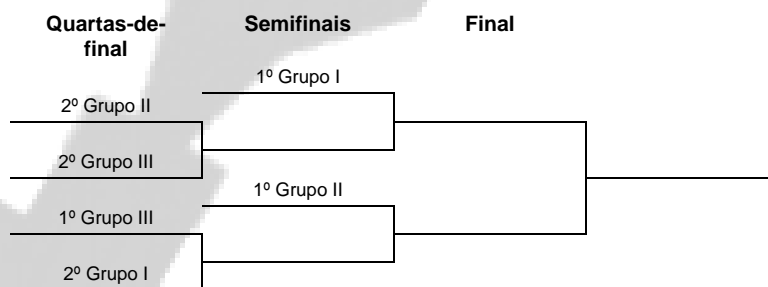 Quartas-de-
final
Semifinais
Final
1º Grupo I
2º Grupo II
2º Grupo III
1º Grupo II
1º Grupo III
2º Grupo I